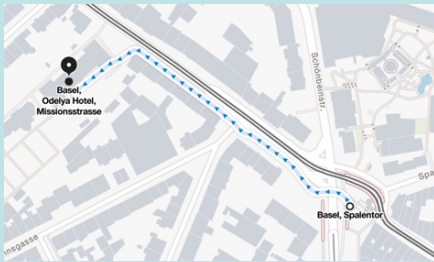 Schönbeinstr.
Basel,
Odelya Hotel,
Missionsstrasse
Spa
Basel, Spalentor
nsgasse